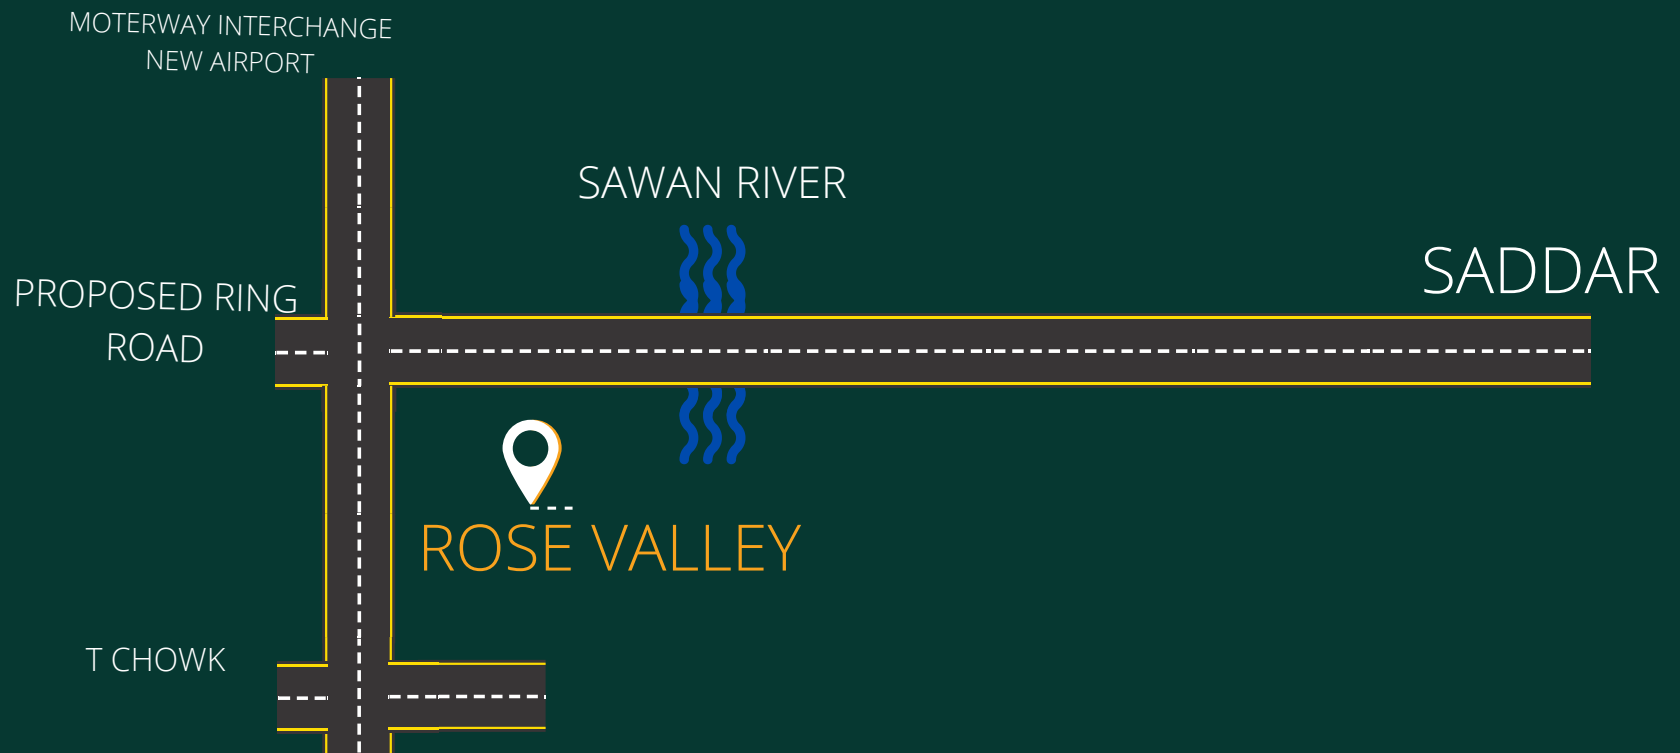 MOTERWAY INTERCHANGE
NEW AIRPORT
SAWAN RIVER
SADDAR
PROPOSED RING
ROAD
ROSE VALLEY
T CHOWK